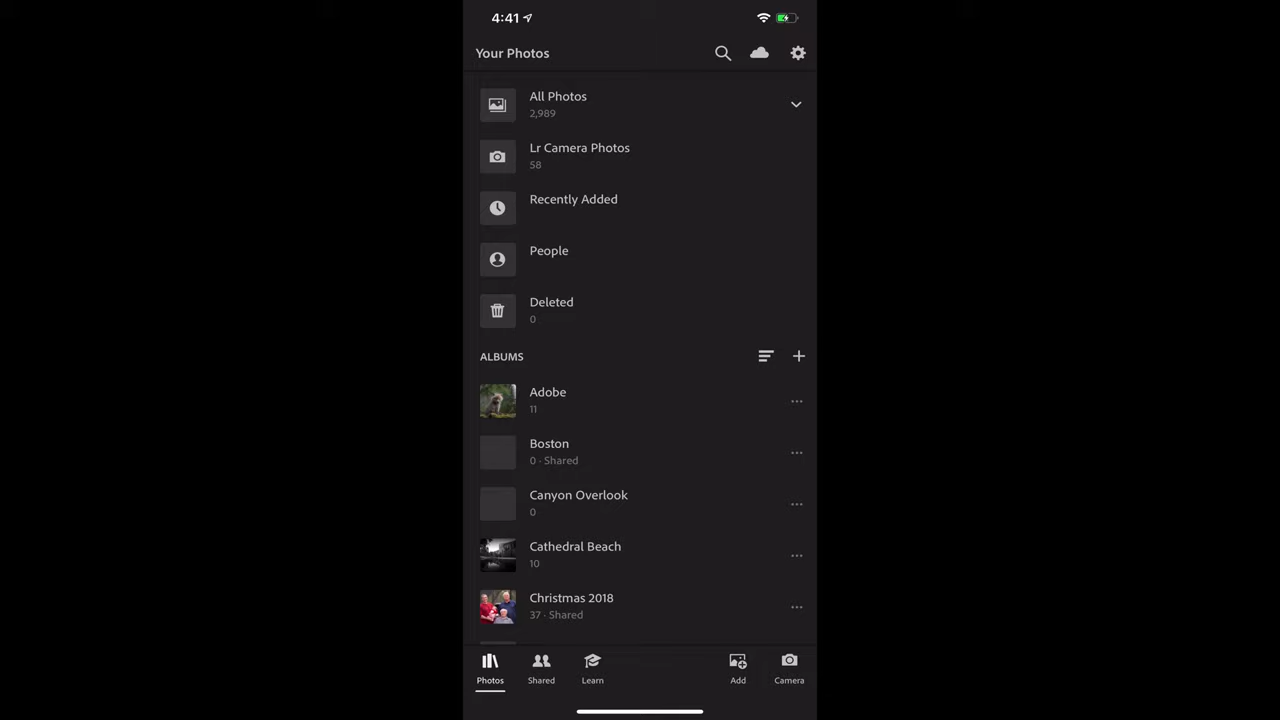 4:41
Your Photos
All Photos
2,989
Lr Camera Photos
58
Recently Added
People
Deleted
0
ALBUMS
Adobe
11
Boston
0 · Shared
Canyon Overlook
0
Cathedral Beach
10
Christmas 2018
37 · Shared
Photos
Shared
Learn
Add
Camera